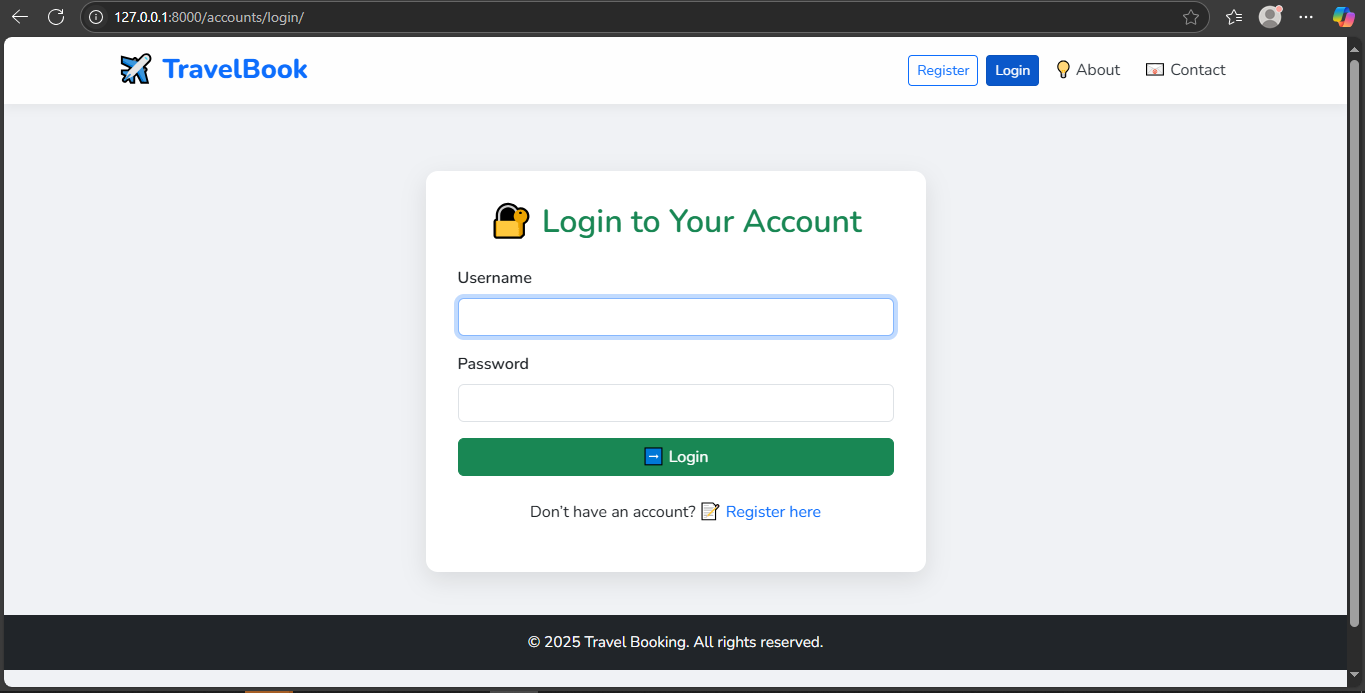 127.0.0.1:8000/accounts/login/
TravelBook
Register
Login
About
Contact
Login to Your Account
Username
Password
Login
Don't have an account? Register here
© 2025 Travel Booking. All rights reserved.